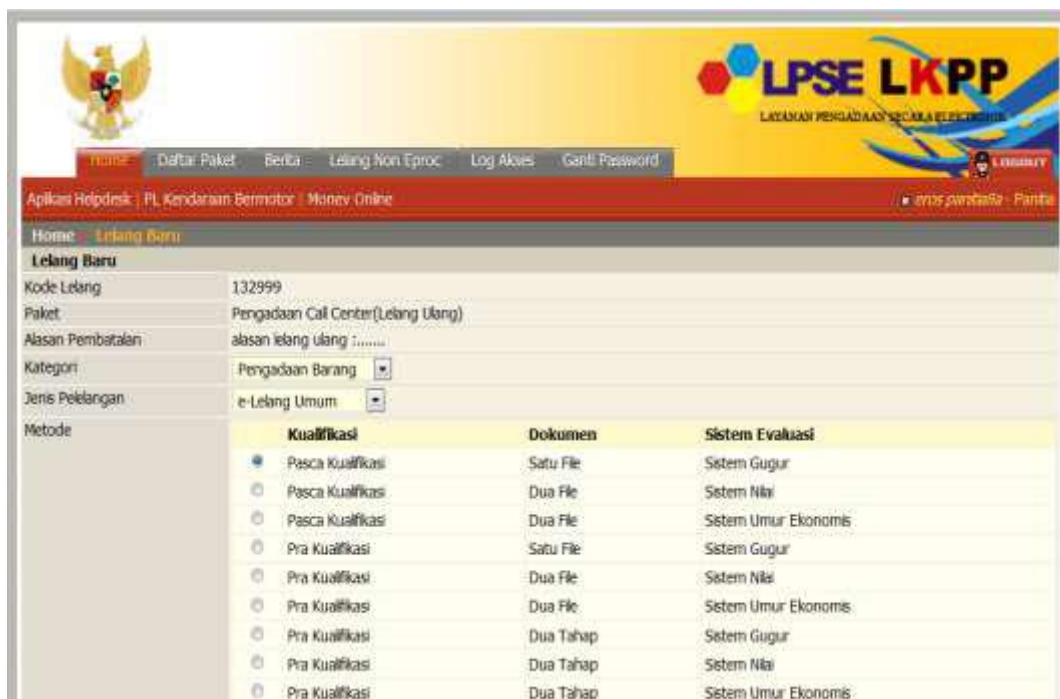 LPSE LKPP
LAYANAN PENGADAAN SECARA ELEKTRONIK
Home Daftar Paket Berita Lelang Non Eproc Log Akses Ganti Password
LOGOUT
Aplikasi Helpdesk | PL Kendaraan Bermotor | Monev Online - Panitia
Home Lelang Baru
Lelang Baru
Kode Lelang 132999
Paket Pengadaan Call Center(Lelang Ulang)
Alasan Pembatalan alasan lelang ulang :.......
Kategori Pengadaan Barang
Jenis Pelelangan e-Lelang Umum
Metode Kualifikasi Dokumen Sistem Evaluasi
Pasca Kualifikasi Satu File Sistem Gugur
Pasca Kualifikasi Dua File Sistem Nilai
Pasca Kualifikasi Dua File Sistem Umur Ekonomis
Pra Kualifikasi Satu File Sistem Gugur
Pra Kualifikasi Dua File Sistem Nilai
Pra Kualifikasi Dua File Sistem Umur Ekonomis
Pra Kualifikasi Dua Tahap Sistem Gugur
Pra Kualifikasi Dua Tahap Sistem Nilai
Pra Kualifikasi Dua Tahap Sistem Umur Ekonomis